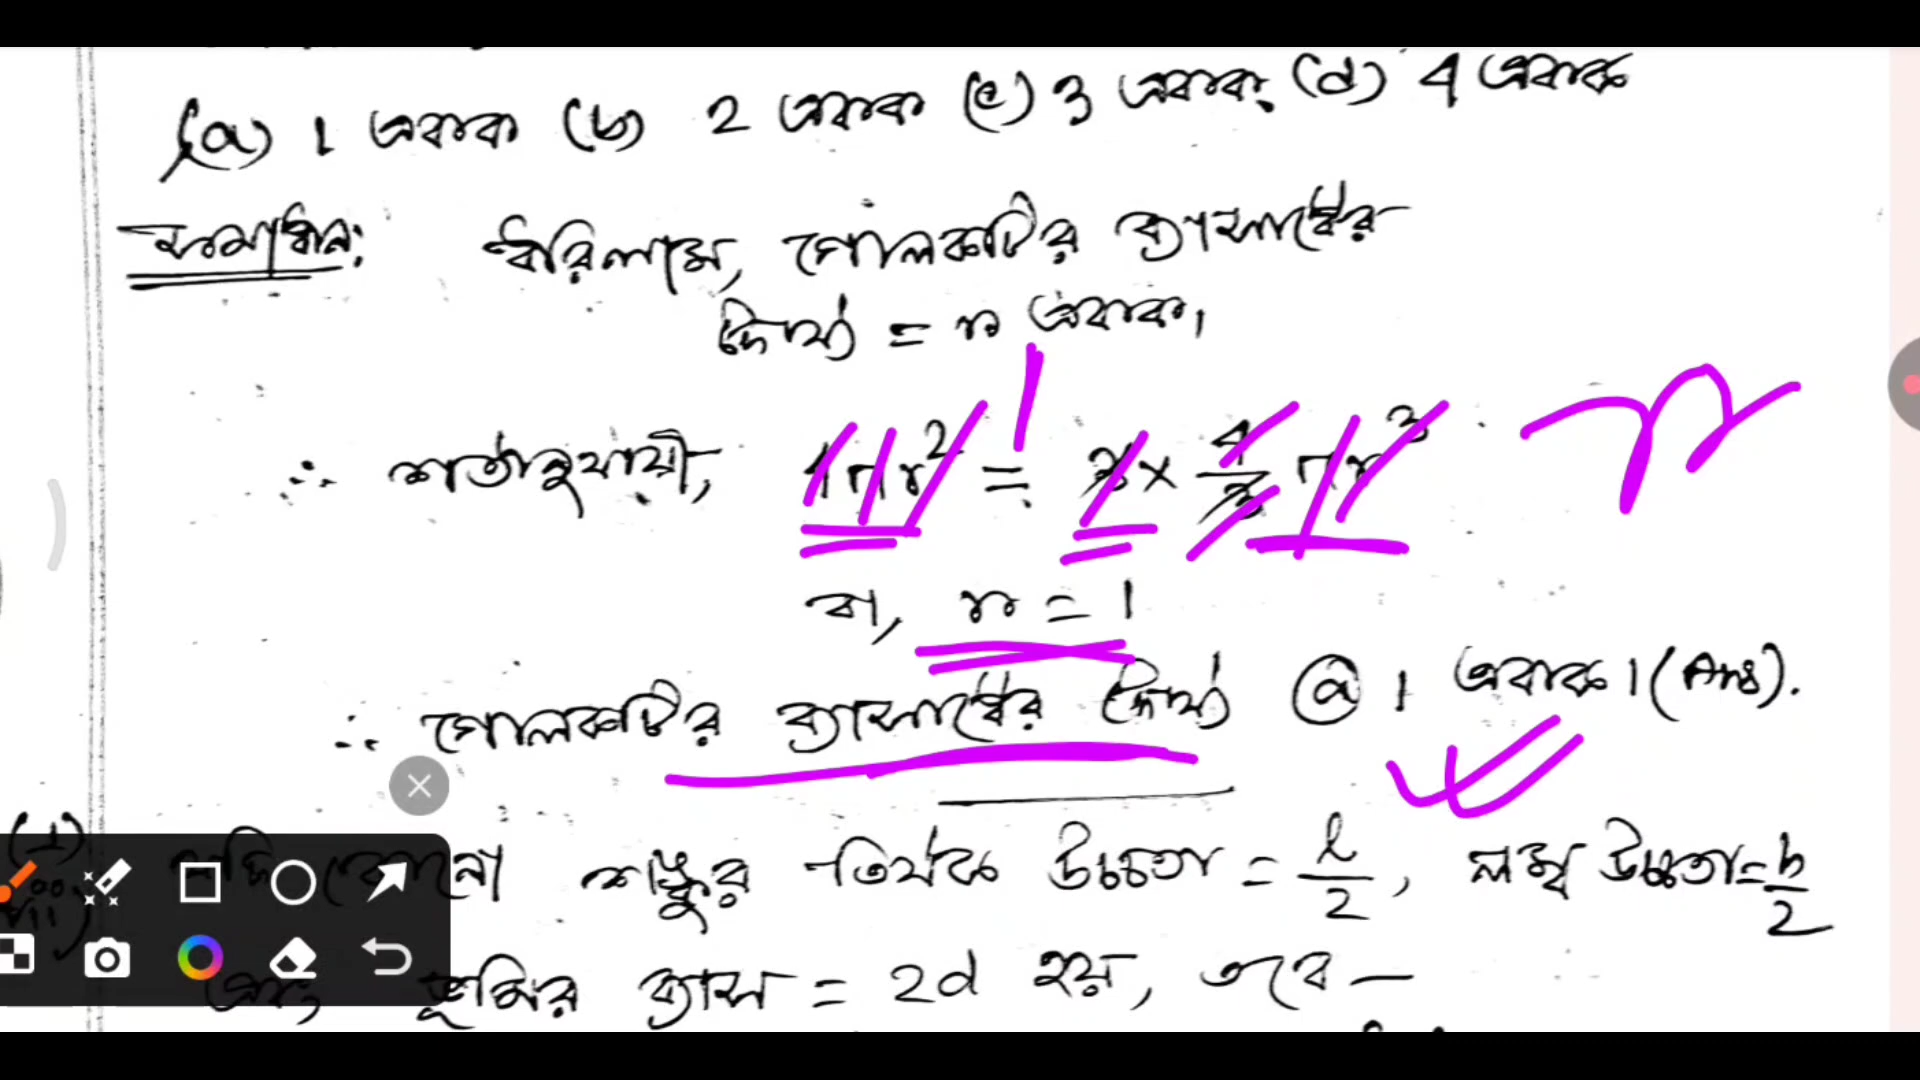 (a) 1 একক (b) 2 একক (c) 3 একক (d) 4 একক
সমাধান: ধরিলাম, গোলকটির ব্যাসার্ধের
দৈর্ঘ্য = r একক।
∴ শর্তানুযায়ী, 4πr² = 3 × 4/3 πr³
বা, r = 1
∴ গোলকটির ব্যাসার্ধের দৈর্ঘ্য ⓐ 1 একক। (Ans).
শঙ্কুর তির্যক উচ্চতা = l/2, লম্ব উচ্চতা = h/2
ভূমির ব্যাস = 2d হয়, তবে—